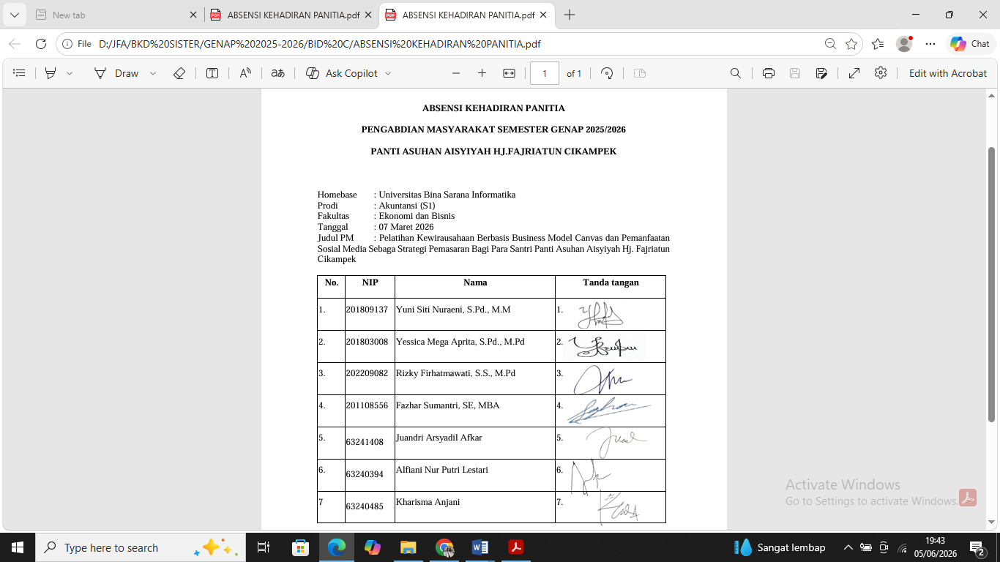 New tab
ABSENSI KEHADIRAN PANITIA.pdf
ABSENSI KEHADIRAN PANITIA.pdf
File D:/JFA/BKD%20SISTER/GENAP%202025-2026/BID%20C/ABSENSI%20KEHADIRAN%20PANITIA.pdf
Chat
Draw
Ask Copilot
1 of 1
Edit with Acrobat
ABSENSI KEHADIRAN PANITIA
PENGABDIAN MASYARAKAT SEMESTER GENAP 2025/2026
PANTI ASUHAN AISYIYAH HJ.FAJRIATUN CIKAMPEK
Homebase : Universitas Bina Sarana Informatika
Prodi : Akuntansi (S1)
Fakultas : Ekonomi dan Bisnis
Tanggal : 07 Maret 2026
Judul PM : Pelatihan Kewirausahaan Berbasis Business Model Canvas dan Pemanfaatan
Sosial Media Sebaga Strategi Pemasaran Bagi Para Santri Panti Asuhan Aisyiyah Hj. Fajriatun
Cikampek
No. NIP Nama Tanda tangan
1. 201809137 Yuni Siti Nuraeni, S.Pd., M.M 1.
2. 201803008 Yessica Mega Aprita, S.Pd., M.Pd 2.
3. 202209082 Rizky Firhatmawati, S.S., M.Pd 3.
4. 201108556 Fazhar Sumantri, SE, MBA 4.
5. 63241408 Juandri Arsyadil Afkar 5.
6. 63240394 Alfiani Nur Putri Lestari 6.
7 63240485 Kharisma Anjani 7.
Activate Windows
Go to Settings to activate Windows.
Type here to search
Sangat lembap
19:43
05/06/2026
2